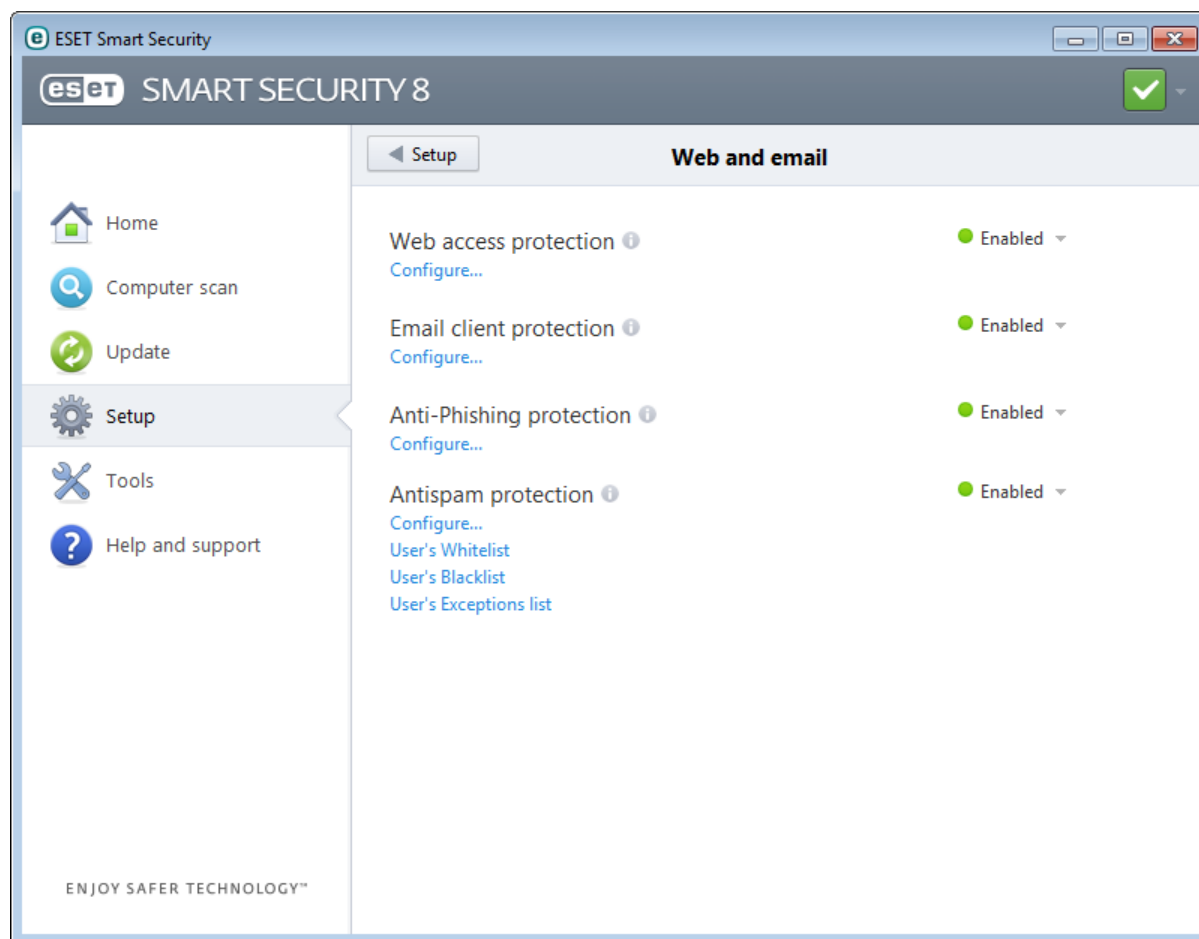 ESET Smart Security
eset SMART SECURITY 8
Setup
Web and email
Home
Computer scan
Update
Setup
Tools
Help and support
Web access protection
Enabled
Configure...
Email client protection
Enabled
Configure...
Anti-Phishing protection
Enabled
Configure...
Antispam protection
Enabled
Configure...
User's Whitelist
User's Blacklist
User's Exceptions list
ENJOY SAFER TECHNOLOGY™